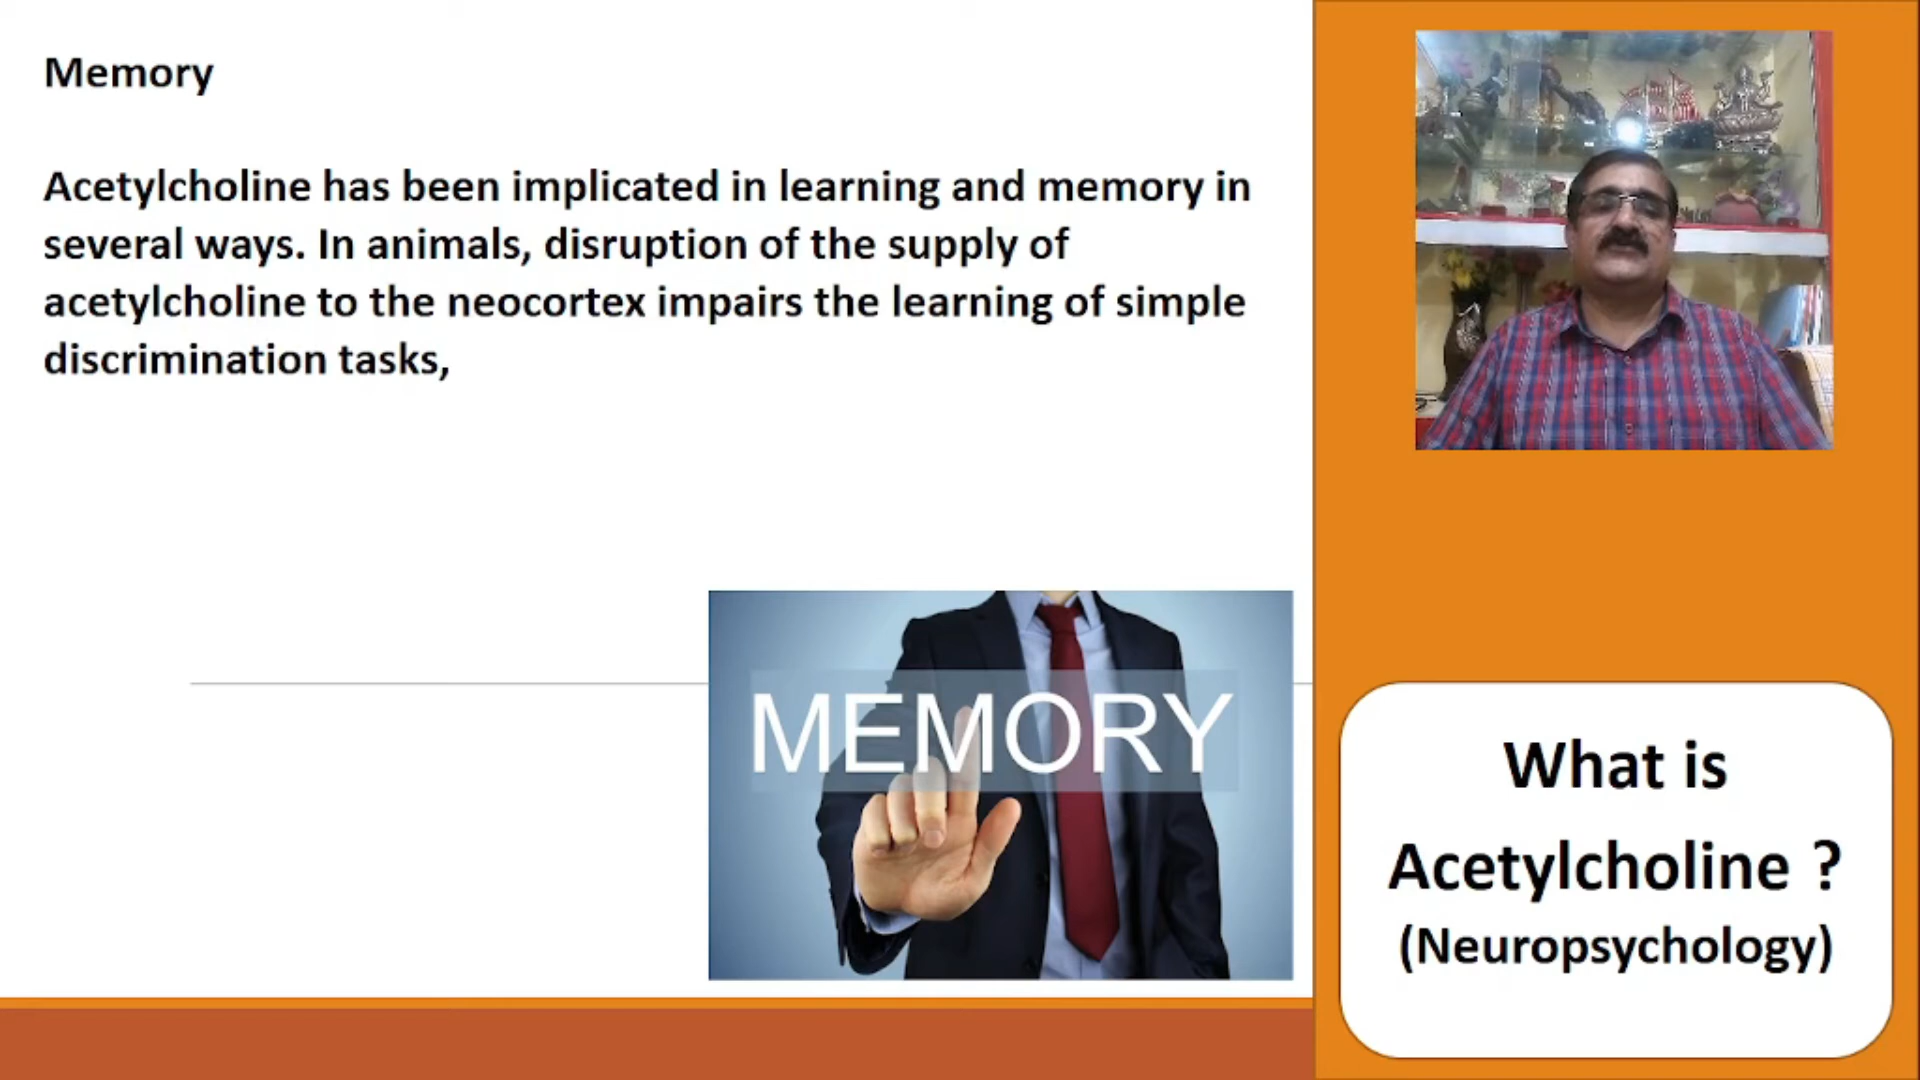 Memory
Acetylcholine has been implicated in learning and memory in
several ways. In animals, disruption of the supply of
acetylcholine to the neocortex impairs the learning of simple
discrimination tasks,
MEMORY
What is
Acetylcholine ?
(Neuropsychology)